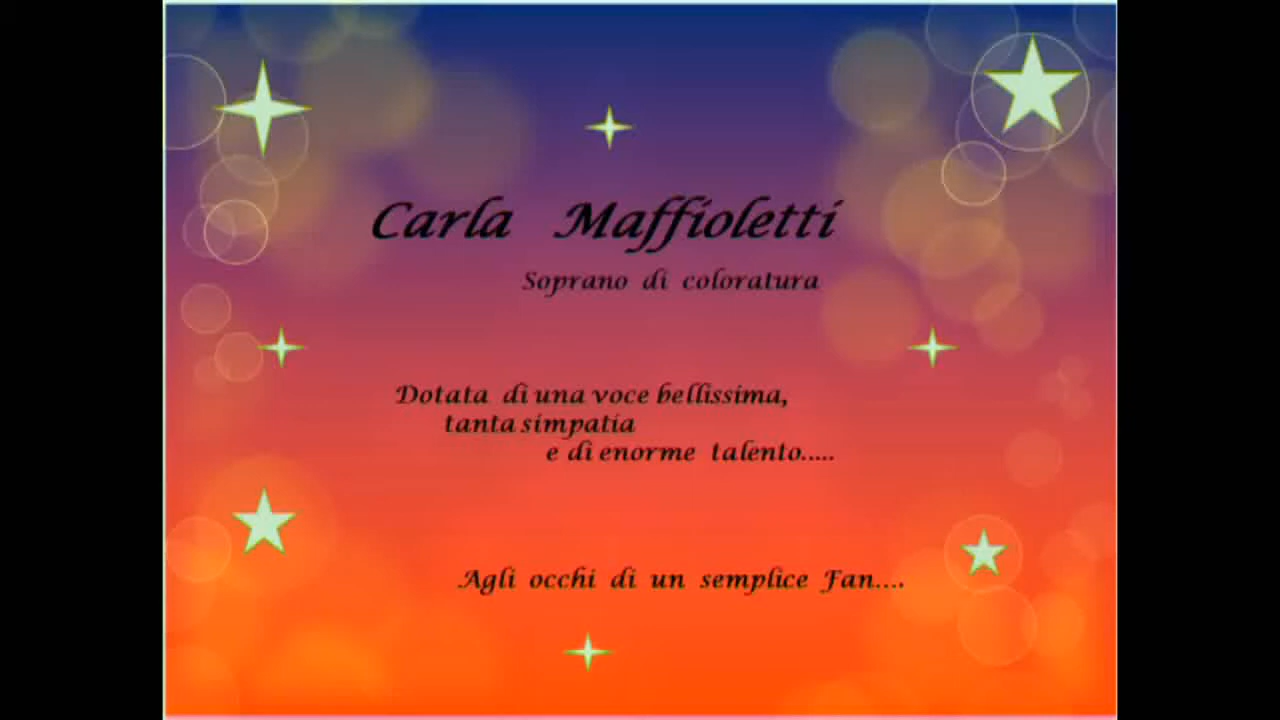 Carla Maffioletti
Soprano di coloratura
Dotata di una voce bellissima,
tanta simpatia
e di enorme talento.....
Agli occhi di un semplice Fan....